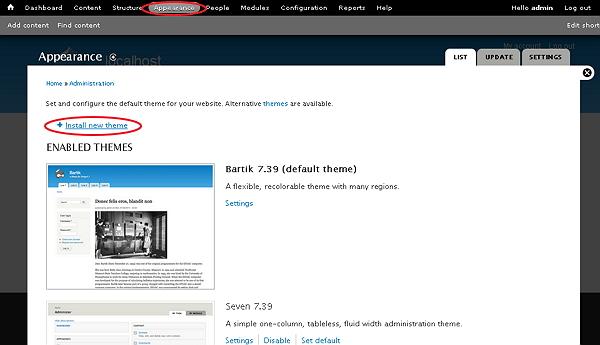 Dashboard Content Structure Appearance People Modules Configuration Reports Help Hello admin Log out
Add content Find content Edit short
My account Log out
Appearance localhost LIST UPDATE SETTINGS
Home » Administration
Set and configure the default theme for your website. Alternative themes are available.
+ Install new theme
ENABLED THEMES
Bartik 7.39 (default theme)
A flexible, recolorable theme with many regions.
Settings
Bartik
Donec felis eros, blandit non
Seven 7.39
A simple one-column, tableless, fluid width administration theme.
Settings Disable Set default